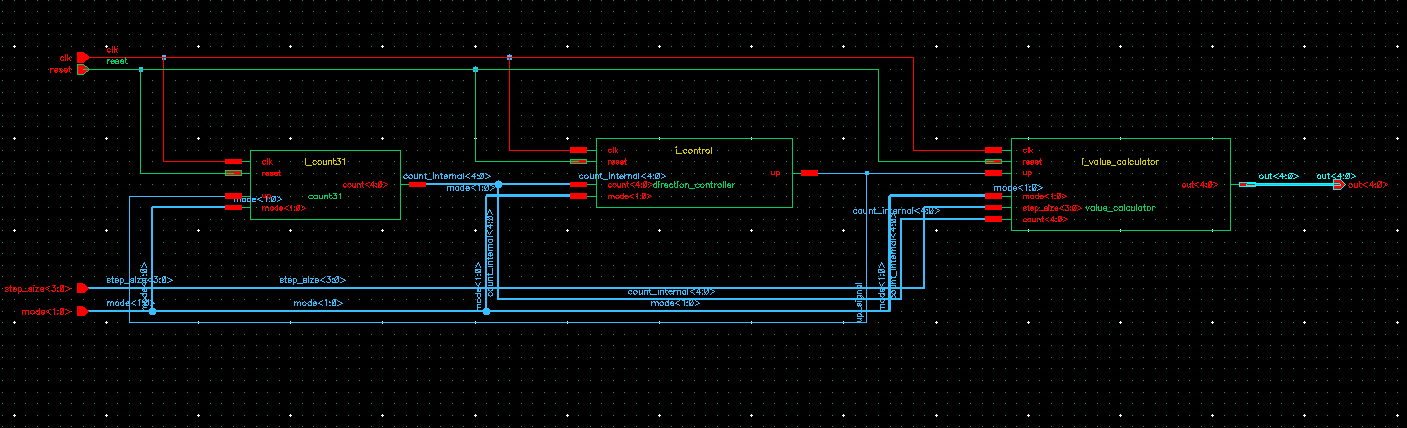 clk
clk
reset
reset
I_count31
clk
reset
count<4:0>
up
count31
mode<1:0>
mode<1:0>
count_internal<4:0>
mode<1:0>
I_control
clk
reset
count_internal<4:0>
count<4:0>
direction_controller
mode<1:0>
up
I_value_calculator
clk
reset
up
mode<1:0>
mode<1:0>
step_size<3:0>
value_calculator
count<4:0>
count_internal<4:0>
out<4:0>
out<4:0>
out<4:0>
out<4:0>
mode<1:0>
mode<1:0>
count_internal<4:0>
up_signal
mode<1:0>
count_internal<4:0>
step_size<3:0>
step_size<3:0>
step_size<3:0>
count_internal<4:0>
mode<1:0>
mode<1:0>
mode<1:0>
mode<1:0>